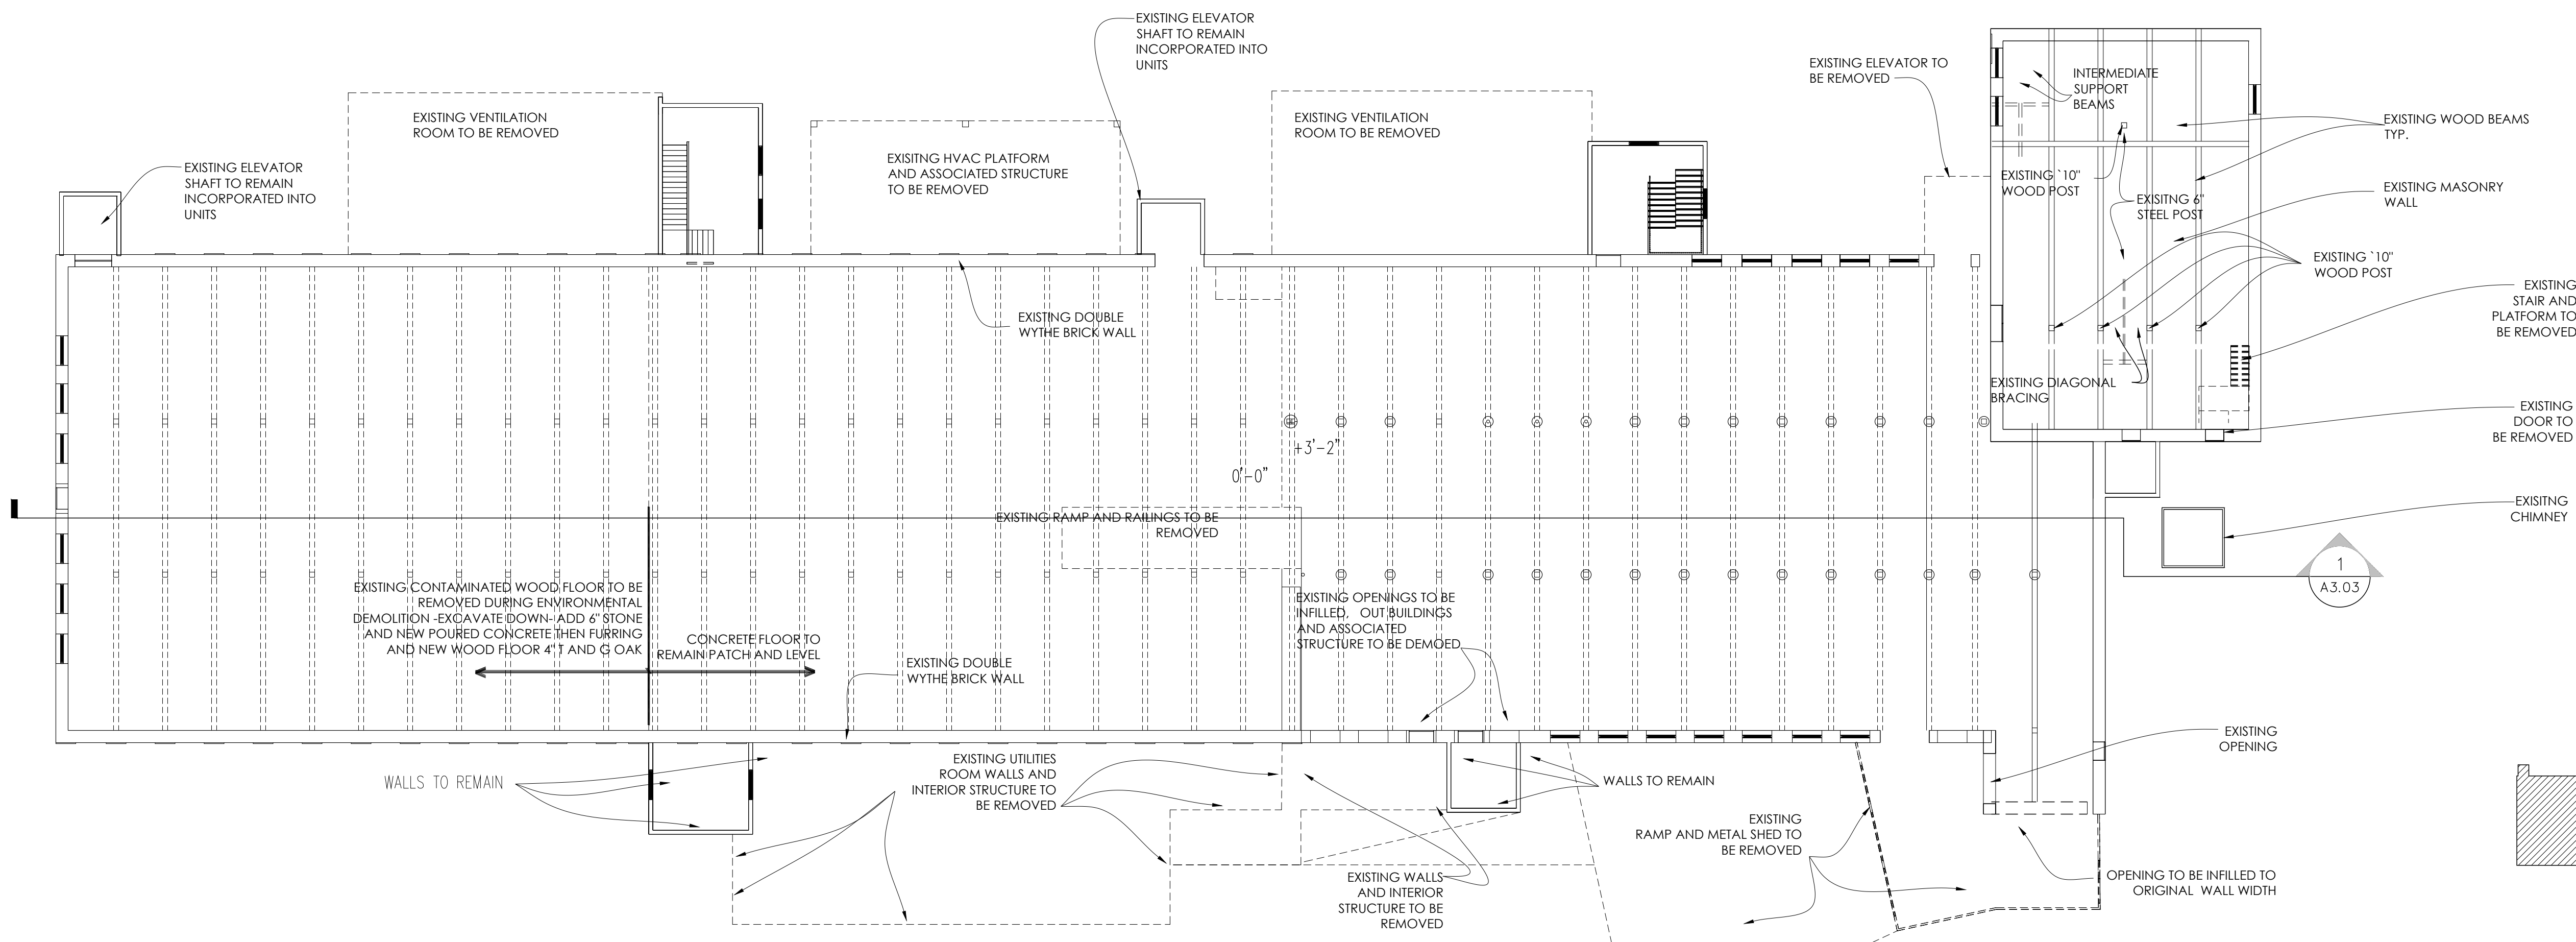 EXISTING ELEVATOR
SHAFT TO REMAIN
INCORPORATED INTO
UNITS
EXISTING VENTILATION
ROOM TO BE REMOVED
EXISITNG HVAC PLATFORM
AND ASSOCIATED STRUCTURE
TO BE REMOVED
EXISTING ELEVATOR
SHAFT TO REMAIN
INCORPORATED INTO
UNITS
EXISTING VENTILATION
ROOM TO BE REMOVED
EXISTING ELEVATOR TO
BE REMOVED
INTERMEDIATE
SUPPORT
BEAMS
EXISTING WOOD BEAMS
TYP.
EXISTING `10"
WOOD POST
EXISITNG 6"
STEEL POST
EXISTING MASONRY
WALL
EXISTING `10"
WOOD POST
EXISTING
STAIR AND
PLATFORM TO
BE REMOVED
EXISTING DIAGONAL
BRACING
EXISTING
DOOR TO
BE REMOVED
EXISITNG
CHIMNEY
1
A3.03
EXISTING DOUBLE
WYTHE BRICK WALL
+3'-2"
0'-0"
EXISTING RAMP AND RAILINGS TO BE
REMOVED
EXISTING CONTAMINATED WOOD FLOOR TO BE
REMOVED DURING ENVIRONMENTAL
DEMOLITION -EXCAVATE DOWN- ADD 6" STONE
AND NEW POURED CONCRETE THEN FURRING
AND NEW WOOD FLOOR 4" T AND G OAK
CONCRETE FLOOR TO
REMAIN PATCH AND LEVEL
EXISTING DOUBLE
WYTHE BRICK WALL
EXISTING OPENINGS TO BE
INFILLED, OUT BUILDINGS
AND ASSOCIATED
STRUCTURE TO BE DEMOED
WALLS TO REMAIN
EXISTING UTILITIES
ROOM WALLS AND
INTERIOR STRUCTURE TO
BE REMOVED
WALLS TO REMAIN
EXISTING WALLS
AND INTERIOR
STRUCTURE TO BE
REMOVED
EXISTING
RAMP AND METAL SHED TO
BE REMOVED
EXISTING
OPENING
OPENING TO BE INFILLED TO
ORIGINAL WALL WIDTH